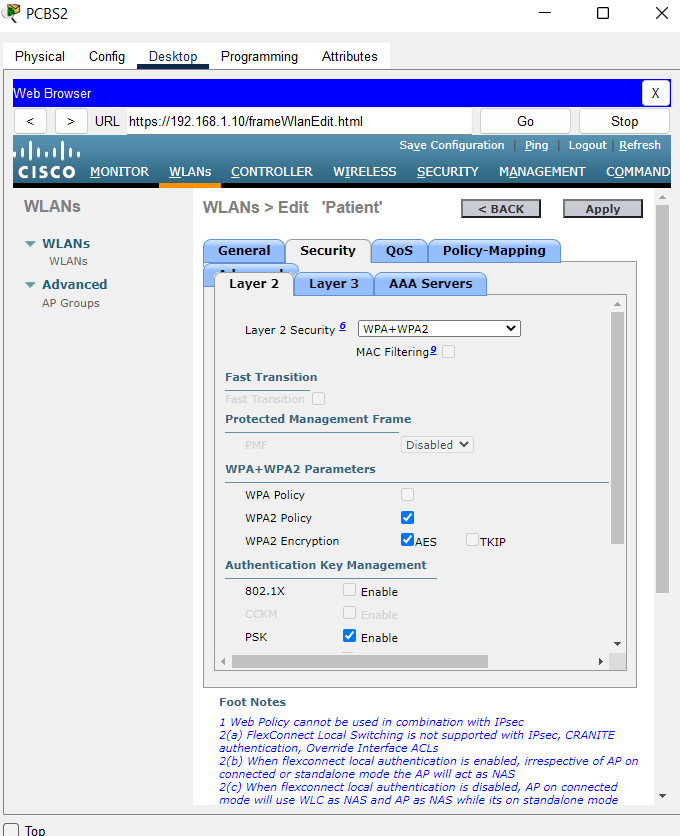 PCBS2
Physical Config Desktop Programming Attributes
Web Browser X
< > URL https://192.168.1.10/frameWlanEdit.html Go Stop
Save Configuration | Ping | Logout | Refresh
CISCO MONITOR WLANs CONTROLLER WIRELESS SECURITY MANAGEMENT COMMAND
WLANs
WLANs
WLANs
Advanced
AP Groups
WLANs > Edit 'Patient' < BACK Apply
General Security QoS Policy-Mapping
Layer 2 Layer 3 AAA Servers
Layer 2 Security 6 WPA+WPA2
MAC Filtering 9
Fast Transition
Fast Transition
Protected Management Frame
PMF Disabled
WPA+WPA2 Parameters
WPA Policy
WPA2 Policy
WPA2 Encryption AES TKIP
Authentication Key Management
802.1X Enable
CCKM Enable
PSK Enable
Foot Notes
1 Web Policy cannot be used in combination with IPsec
2(a) FlexConnect Local Switching is not supported with IPsec, CRANITE
authentication, Override Interface ACLs
2(b) When flexconnect local authentication is enabled, irrespective of AP on
connected or standalone mode the AP will act as NAS
2(c) When flexconnect local authentication is disabled, AP on connected
mode will use WLC as NAS and AP as NAS while its on standalone mode
Top